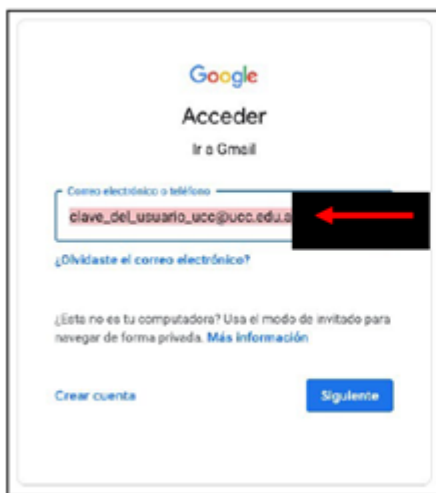 Google
Acceder
Ir a Gmail
Correo electrónico o teléfono
clave_del_usuario_ucc@ucc.edu.a
¿Olvidaste el correo electrónico?
¿Esta no es tu computadora? Usa el modo de invitado para
navegar de forma privada. Más información
Crear cuenta
Siguiente